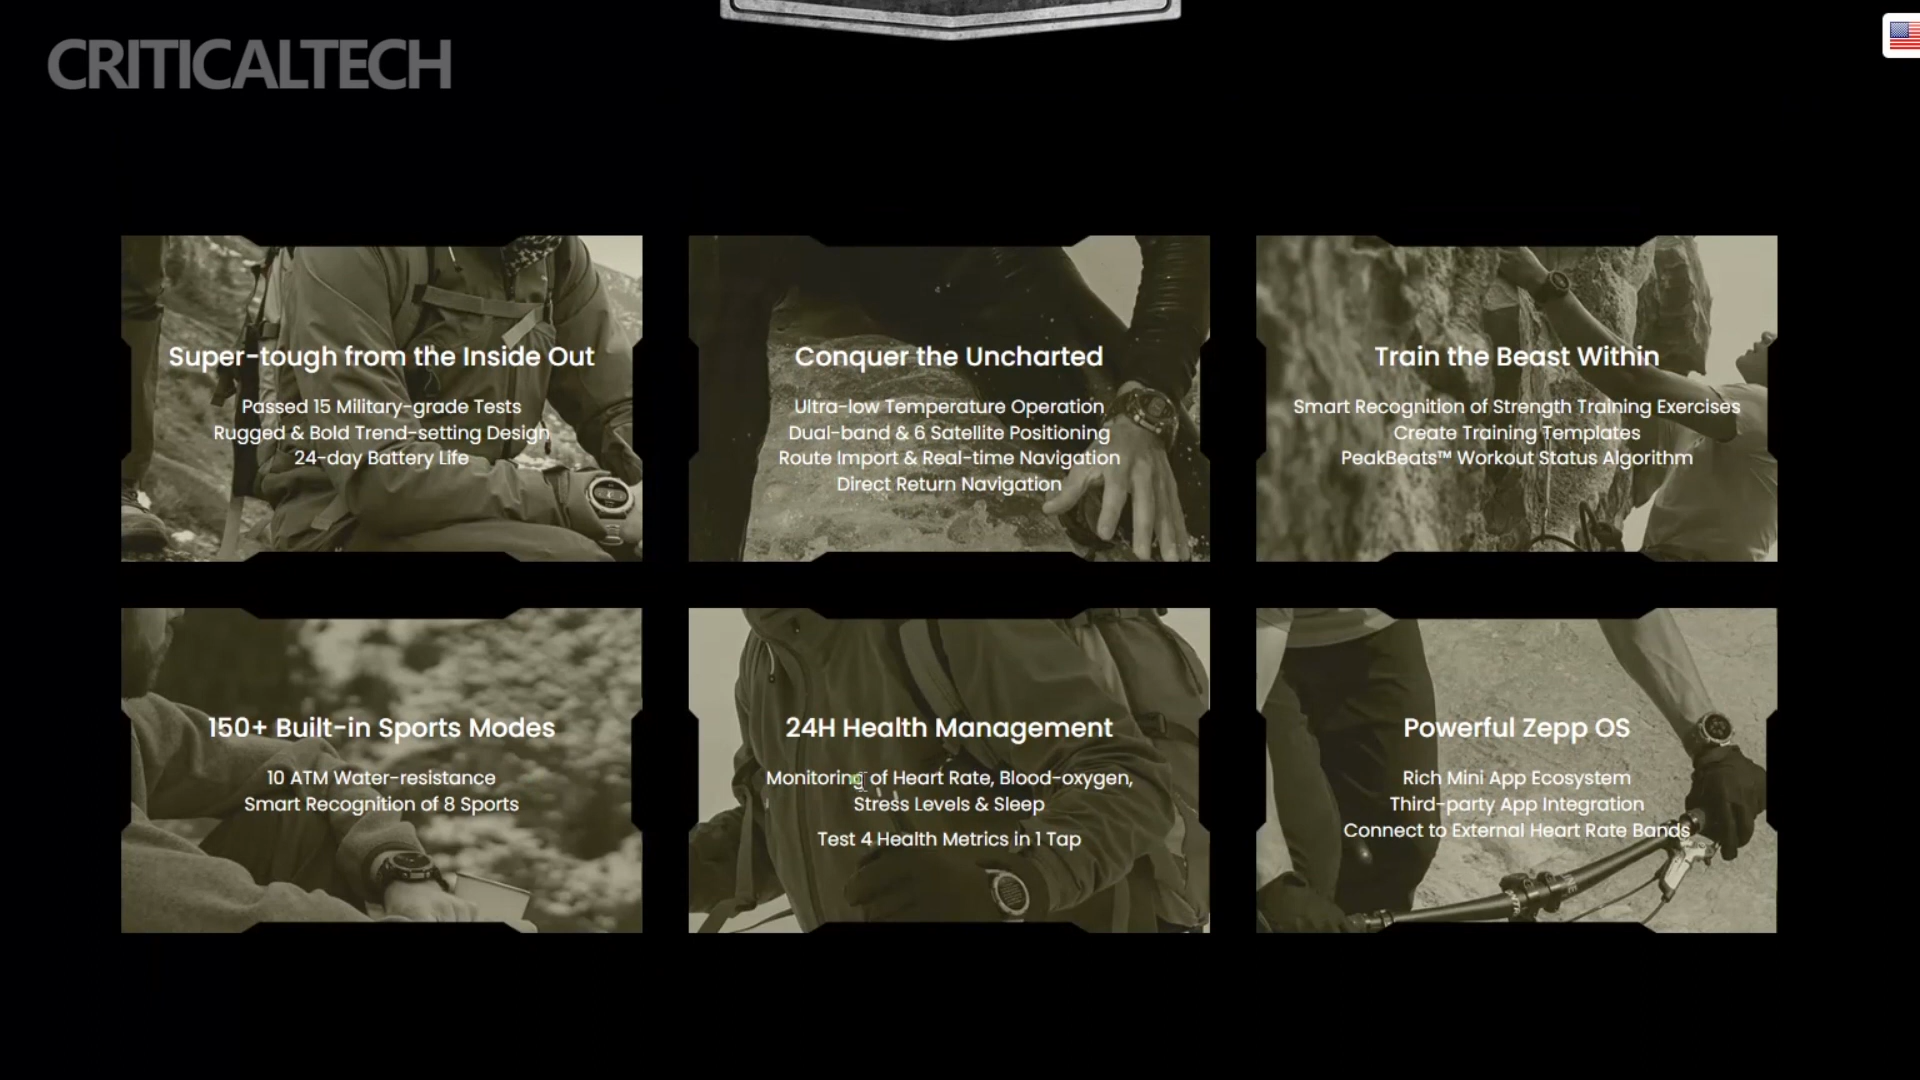 CRITICALTECH
Super-tough from the Inside Out
Passed 15 Military-grade Tests
Rugged & Bold Trend-setting Design
24-day Battery Life
Conquer the Uncharted
Ultra-low Temperature Operation
Dual-band & 6 Satellite Positioning
Route Import & Real-time Navigation
Direct Return Navigation
Train the Beast Within
Smart Recognition of Strength Training Exercises
Create Training Templates
PeakBeats™ Workout Status Algorithm
150+ Built-in Sports Modes
10 ATM Water-resistance
Smart Recognition of 8 Sports
24H Health Management
Monitoring of Heart Rate, Blood-oxygen,
Stress Levels & Sleep
Test 4 Health Metrics in 1 Tap
Powerful Zepp OS
Rich Mini App Ecosystem
Third-party App Integration
Connect to External Heart Rate Bands